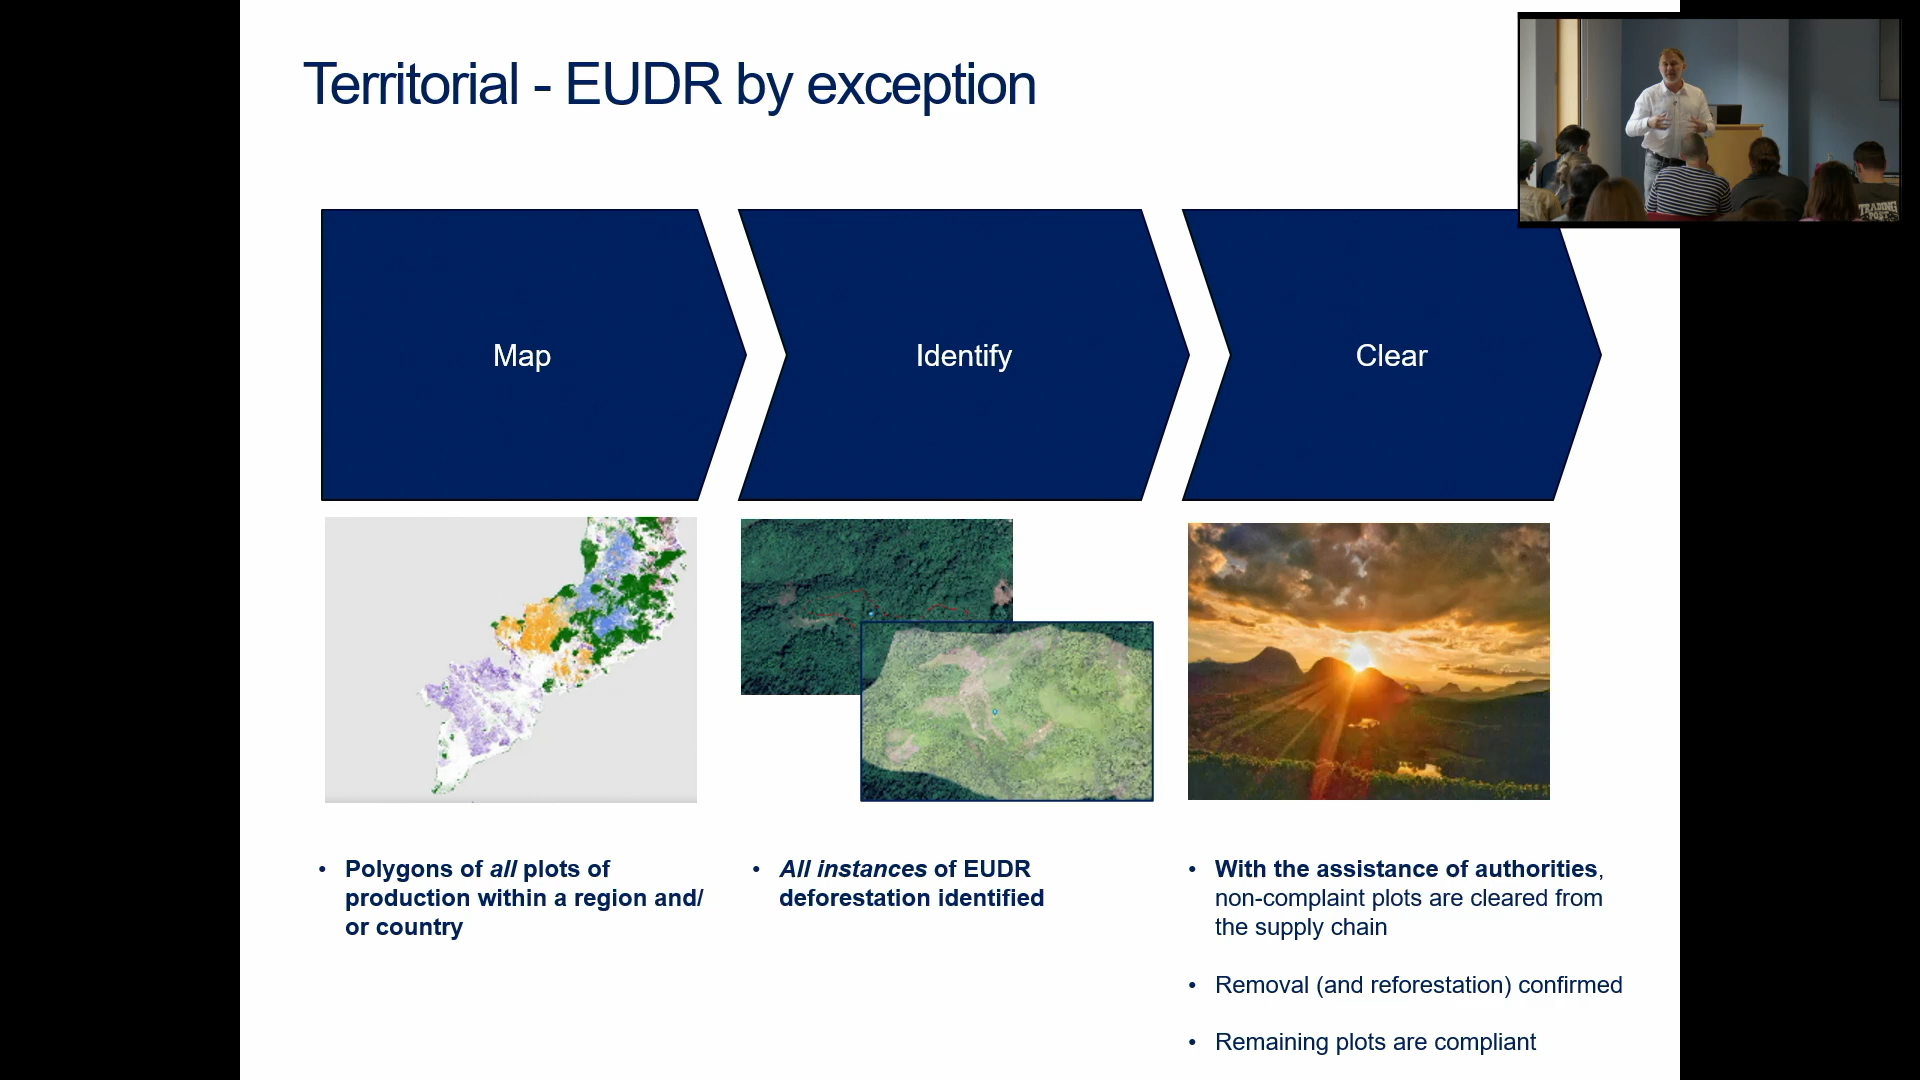 Territorial - EUDR by exception
Map
Identify
Clear
• Polygons of all plots of
production within a region and/
or country
• All instances of EUDR
deforestation identified
• With the assistance of authorities,
non-complaint plots are cleared from
the supply chain
• Removal (and reforestation) confirmed
• Remaining plots are compliant
TRADING
POST